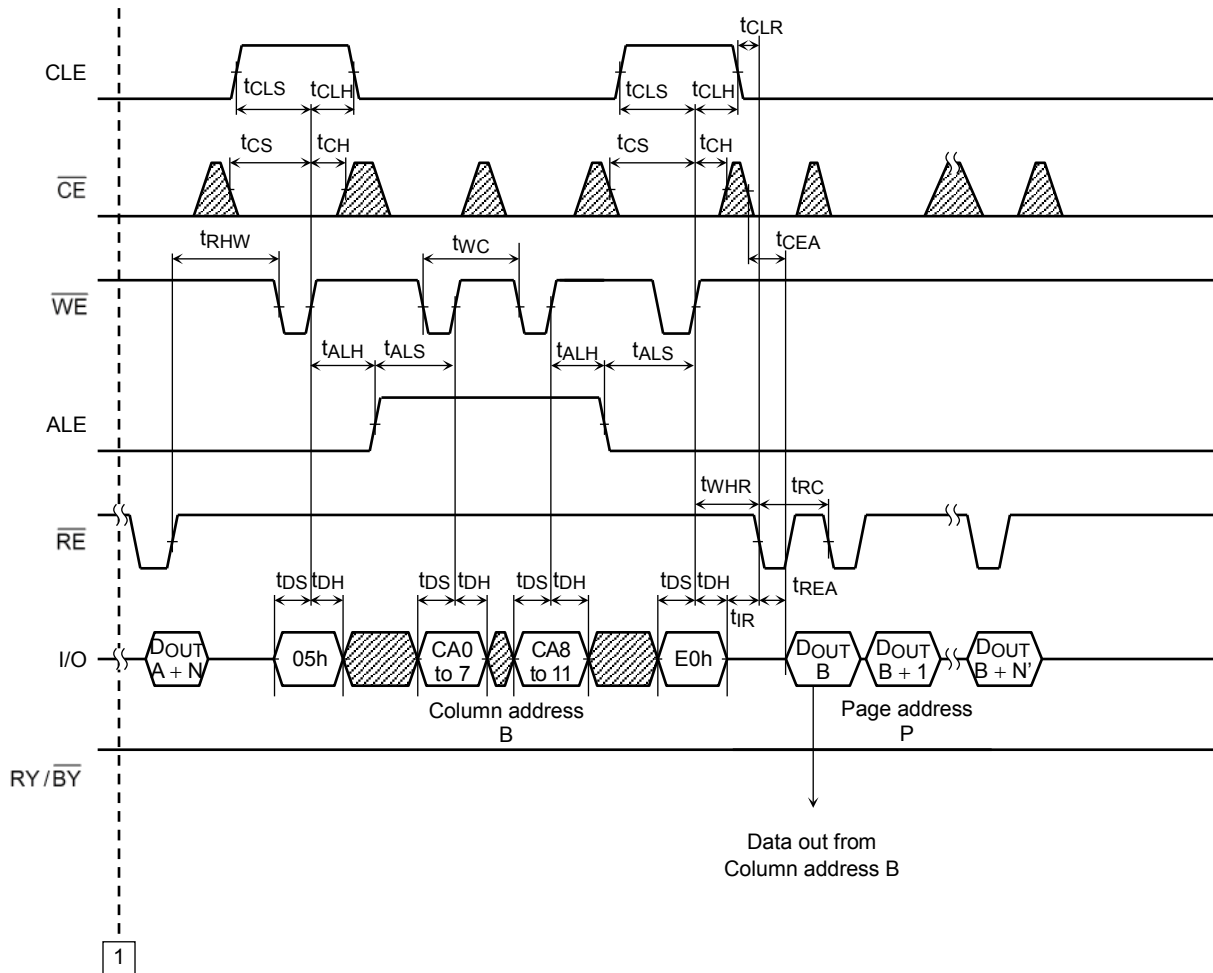 tCLR
CLE
tCLS tCLH tCLS tCLH
tCS tCH tCS tCH
CE
tRHW tWC tCEA
WE
tALH tALS tALH tALS
ALE
tWHR tRC
RE
tDS tDH tDS tDH tDS tDH tDS tDH tREA
tIR
I/O
DOUT
A + N
05h
CA0
to 7
CA8
to 11
E0h
DOUT
B
DOUT
B + 1
DOUT
B + N’
Column address
B
Page address
P
RY / BY
Data out from
Column address B
1